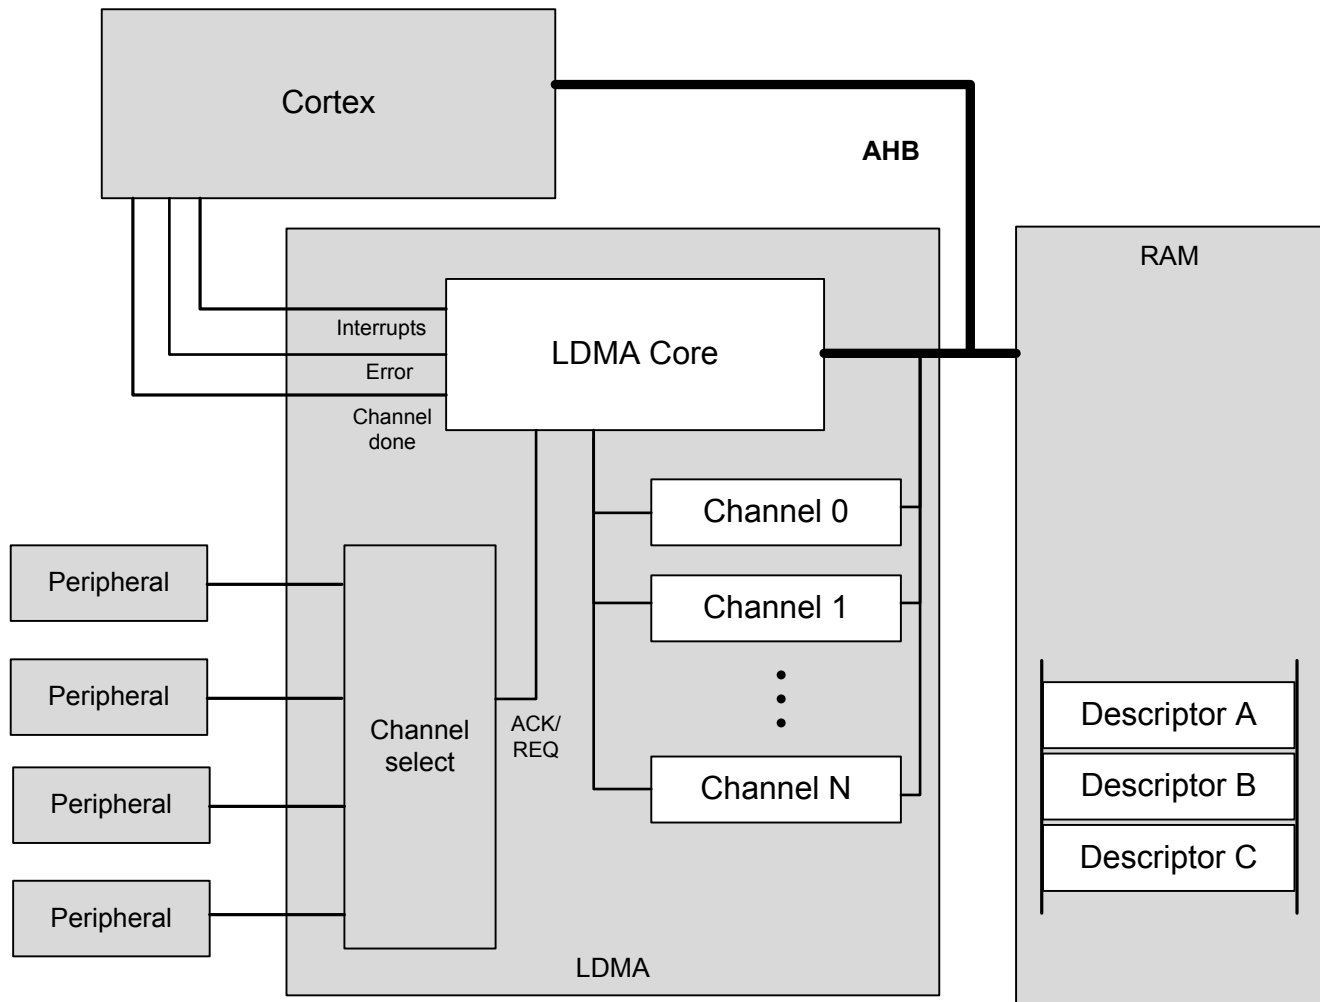 Cortex
AHB
RAM
Interrupts
LDMA Core
Error
Channel
done
Channel 0
Peripheral
Channel 1
Peripheral
ACK/
REQ
Channel
select
Descriptor A
Channel N
Descriptor B
Peripheral
Descriptor C
Peripheral
LDMA